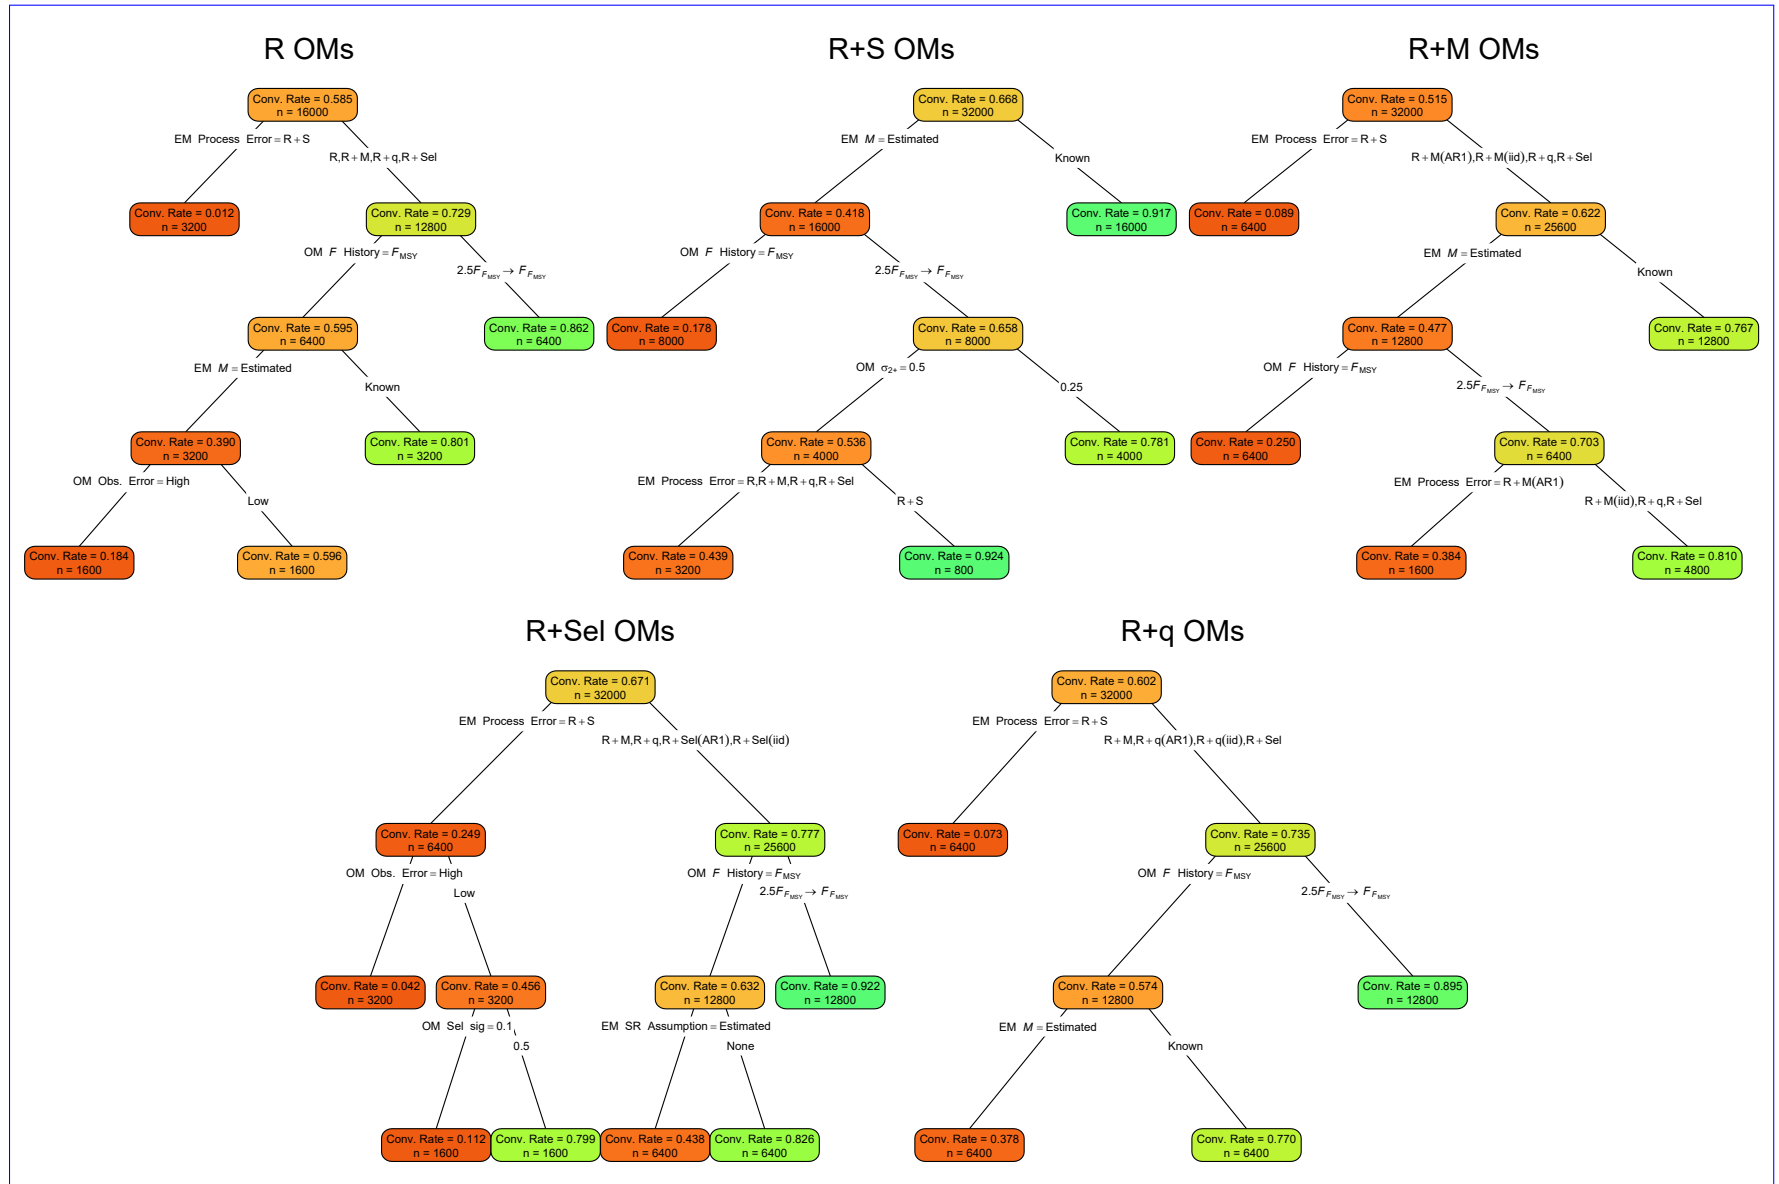 R OMs
Conv. Rate = 0.585
n = 16000
EM Process Error = R + S
R,R + M,R + q,R + Sel
Conv. Rate = 0.012
n = 3200
Conv. Rate = 0.729
n = 12800
OM F History = FMSY
2.5FFMSY → FFMSY
Conv. Rate = 0.595
n = 6400
Conv. Rate = 0.862
n = 6400
EM M = Estimated
Known
Conv. Rate = 0.390
n = 3200
Conv. Rate = 0.801
n = 3200
OM Obs. Error = High
Low
Conv. Rate = 0.184
n = 1600
Conv. Rate = 0.596
n = 1600
R+S OMs
Conv. Rate = 0.668
n = 32000
EM M = Estimated
Known
Conv. Rate = 0.418
n = 16000
Conv. Rate = 0.917
n = 16000
OM F History = FMSY
2.5FFMSY → FFMSY
Conv. Rate = 0.178
n = 8000
Conv. Rate = 0.658
n = 8000
OM σ2+ = 0.5
0.25
Conv. Rate = 0.536
n = 4000
Conv. Rate = 0.781
n = 4000
EM Process Error = R,R + M,R + q,R + Sel
R + S
Conv. Rate = 0.439
n = 3200
Conv. Rate = 0.924
n = 800
R+M OMs
Conv. Rate = 0.515
n = 32000
EM Process Error = R + S
R + M(AR1),R + M(iid),R + q,R + Sel
Conv. Rate = 0.089
n = 6400
Conv. Rate = 0.622
n = 25600
EM M = Estimated
Known
Conv. Rate = 0.477
n = 12800
Conv. Rate = 0.767
n = 12800
OM F History = FMSY
2.5FFMSY → FFMSY
Conv. Rate = 0.250
n = 6400
Conv. Rate = 0.703
n = 6400
EM Process Error = R + M(AR1)
R + M(iid),R + q,R + Sel
Conv. Rate = 0.384
n = 1600
Conv. Rate = 0.810
n = 4800
R+Sel OMs
Conv. Rate = 0.671
n = 32000
EM Process Error = R + S
R + M,R + q,R + Sel(AR1),R + Sel(iid)
Conv. Rate = 0.249
n = 6400
Conv. Rate = 0.777
n = 25600
OM Obs. Error = High
Low
OM F History = FMSY
2.5FFMSY → FFMSY
Conv. Rate = 0.042
n = 3200
Conv. Rate = 0.456
n = 3200
Conv. Rate = 0.632
n = 12800
Conv. Rate = 0.922
n = 12800
OM Sel sig = 0.1
0.5
EM SR Assumption = Estimated
None
Conv. Rate = 0.112
n = 1600
Conv. Rate = 0.799
n = 1600
Conv. Rate = 0.438
n = 6400
Conv. Rate = 0.826
n = 6400
R+q OMs
Conv. Rate = 0.602
n = 32000
EM Process Error = R + S
R + M,R + q(AR1),R + q(iid),R + Sel
Conv. Rate = 0.073
n = 6400
Conv. Rate = 0.735
n = 25600
OM F History = FMSY
2.5FFMSY → FFMSY
Conv. Rate = 0.574
n = 12800
Conv. Rate = 0.895
n = 12800
EM M = Estimated
Known
Conv. Rate = 0.378
n = 6400
Conv. Rate = 0.770
n = 6400